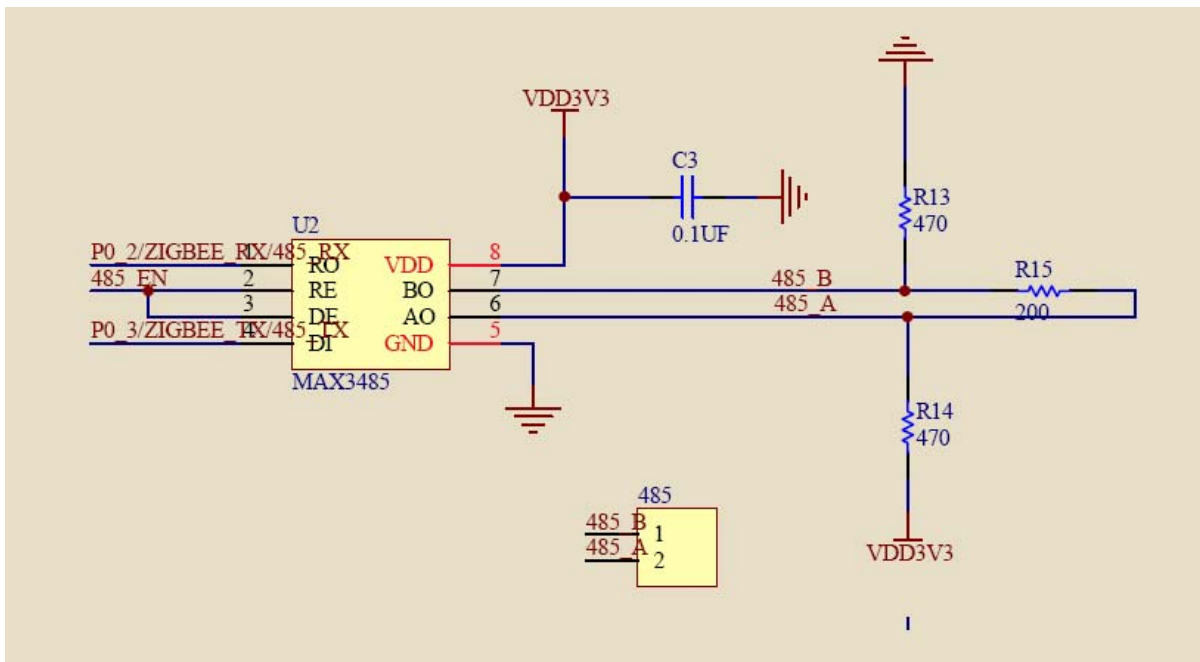 VDD3V3
C3
0.1UF
R13
470
U2
P0_2/ZIGBEE_RX/485_RX
1
RO
VDD
8
485_EN
2
RE
BO
7
485_B
R15
200
3
DE
AO
6
485_A
P0_3/ZIGBEE_TX/485_TX
4
DI
GND
5
MAX3485
R14
470
485
485_B
1
485_A
2
VDD3V3